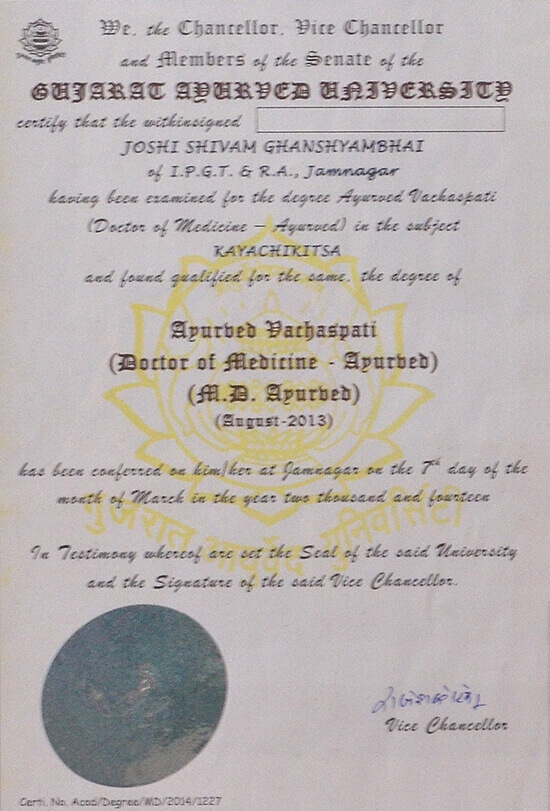 We, the Chancellor, Vice Chancellor
and Members of the Senate of the
GUJARAT AYURVED UNIVERSITY
certify that the withinsigned
JOSHI SHIVAM GHANSHYAMBHAI
of I.P.G.T. & R.A., Jamnagar
having been examined for the degree Ayurved Vachaspati
(Doctor of Medicine – Ayurved) in the subject
KAYACHIKITSA
and found qualified for the same, the degree of
Ayurved Vachaspati
(Doctor of Medicine - Ayurved)
(M.D. Ayurved)
(August-2013)
has been conferred on him/her at Jamnagar on the 7th day of the
month of March in the year two thousand and fourteen
गुजरात आयुर्वेद युनिवर्सिटी
In Testimony whereof are set the Seal of the said University
and the Signature of the said Vice Chancellor.
Vice Chancellor
Certi. No. Acad/Degree/MD/2014/1227